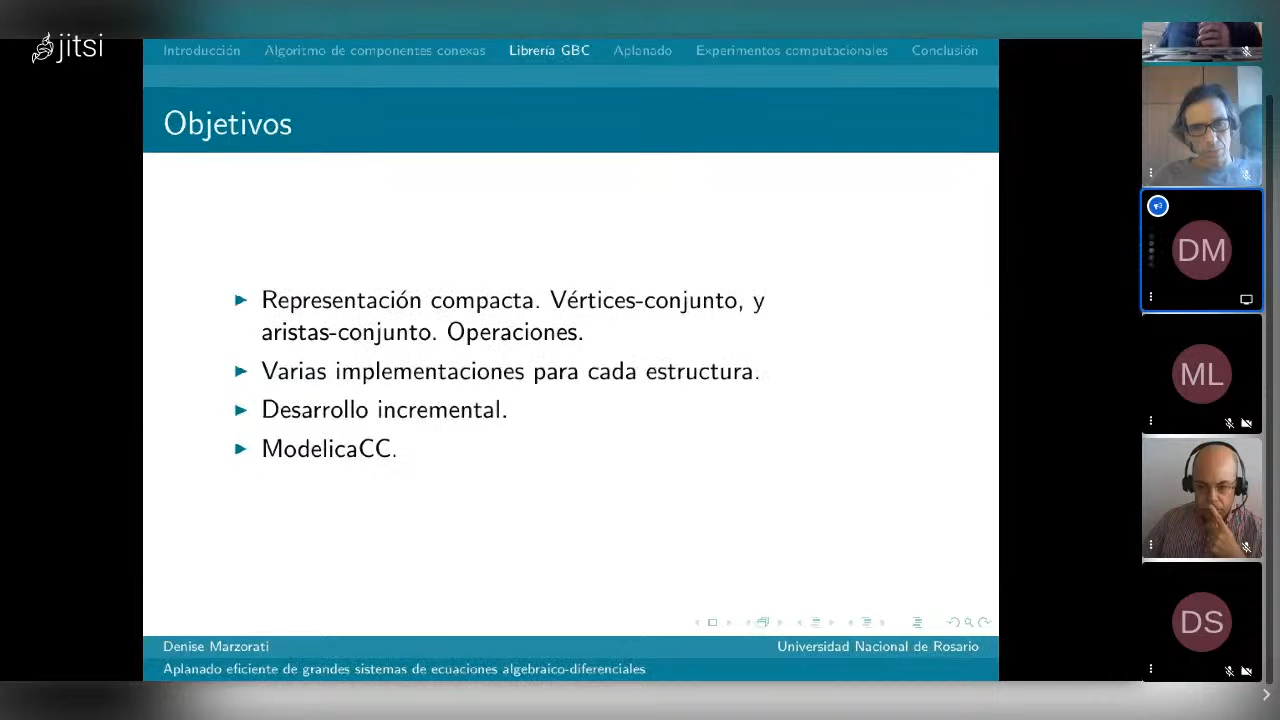 jitsi
Introducción Algoritmo de componentes conexas Librería GBC Aplanado Experimentos computacionales Conclusión
Objetivos
Representación compacta. Vértices-conjunto, y
aristas-conjunto. Operaciones.
Varias implementaciones para cada estructura.
Desarrollo incremental.
ModelicaCC.
Denise Marzorati Universidad Nacional de Rosario
Aplanado eficiente de grandes sistemas de ecuaciones algebraico-diferenciales
DM
ML
DS